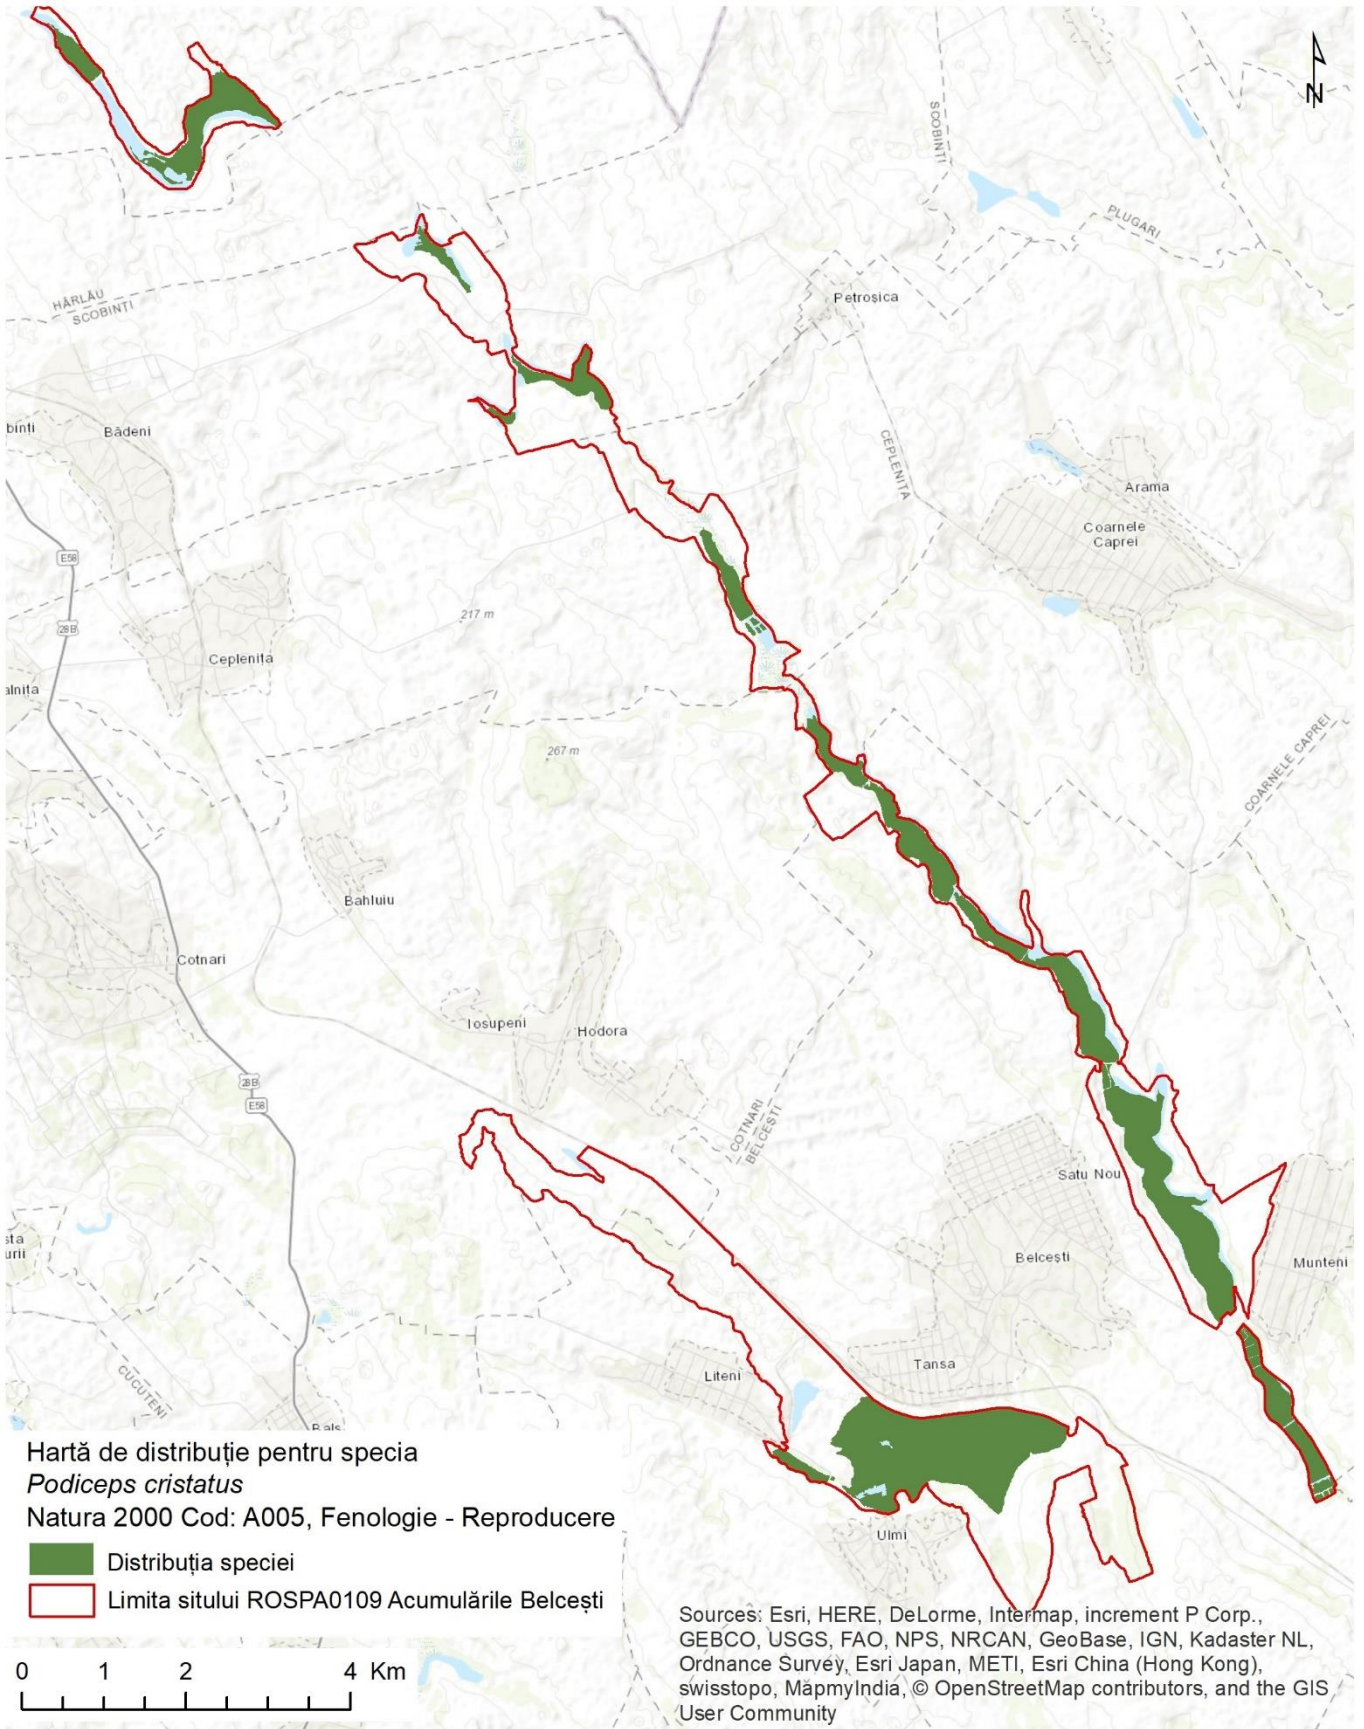 N
SCOBINTI
PLUGARI
Petroșica
HÂRLĂU
SCOBINTI
binți
Bădeni
CEPLENIȚA
Arama
Coarnele
Caprei
E58
28B
217 m
Ceplenița
alnița
267 m
COARNELE CAPREI
Bahluiu
Cotnari
Iosupeni
Hodora
28B
E58
COTNARI
BELCEȘTI
Satu Nou
sta
urii
Belcești
Munteni
Tansa
Liteni
CUCUTENI
Bals
Ulmi
Hartă de distribuție pentru specia
Podiceps cristatus
Natura 2000 Cod: A005, Fenologie - Reproducere
Distribuția speciei
Limita sitului ROSPA0109 Acumulările Belcești
0 1 2 4 Km
Sources: Esri, HERE, DeLorme, Intermap, increment P Corp.,
GEBCO, USGS, FAO, NPS, NRCAN, GeoBase, IGN, Kadaster NL,
Ordnance Survey, Esri Japan, METI, Esri China (Hong Kong),
swisstopo, MapmyIndia, © OpenStreetMap contributors, and the GIS
User Community